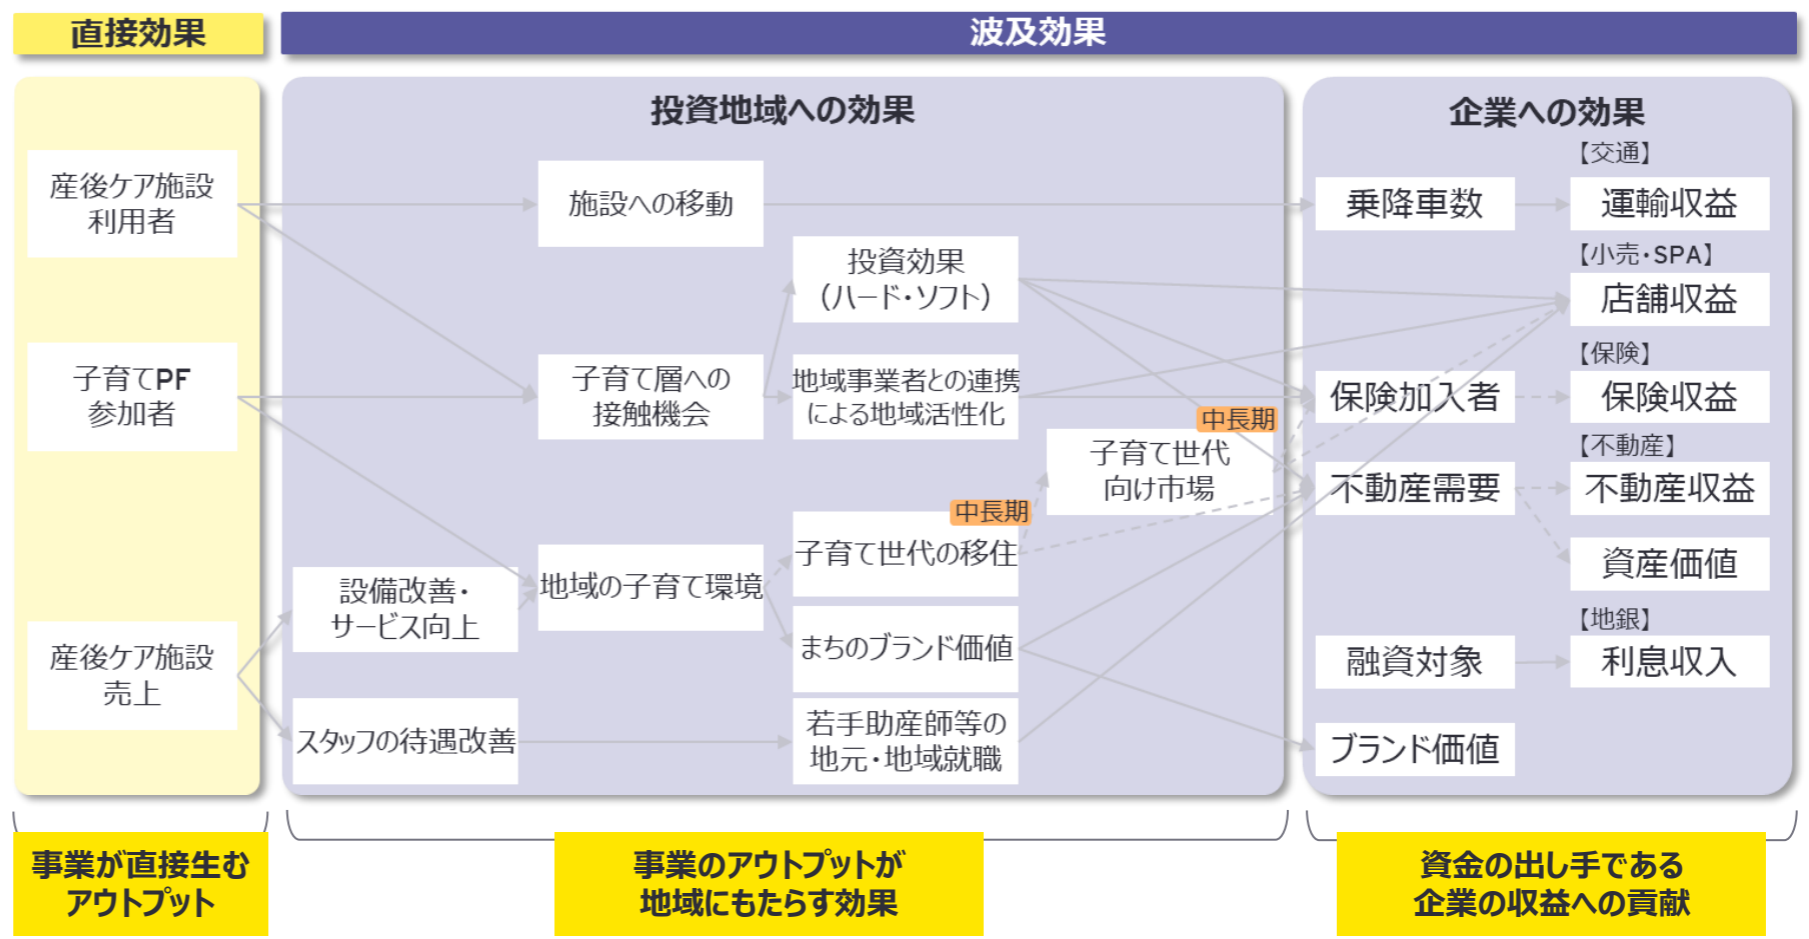 直接効果
波及効果
産後ケア施設
利用者
子育てPF
参加者
産後ケア施設
売上
投資地域への効果
設備改善・
サービス向上
スタッフの待遇改善
施設への移動
子育て層への
接触機会
地域の子育て環境
投資効果
（ハード・ソフト）
地域事業者との連携
による地域活性化
中長期
子育て世代の移住
まちのブランド価値
若手助産師等の
地元・地域就職
中長期
子育て世代
向け市場
企業への効果
乗降車数
【交通】
運輸収益
【小売・SPA】
店舗収益
保険加入者
【保険】
保険収益
不動産需要
【不動産】
不動産収益
資産価値
融資対象
【地銀】
利息収入
ブランド価値
事業が直接生む
アウトプット
事業のアウトプットが
地域にもたらす効果
資金の出し手である
企業の収益への貢献